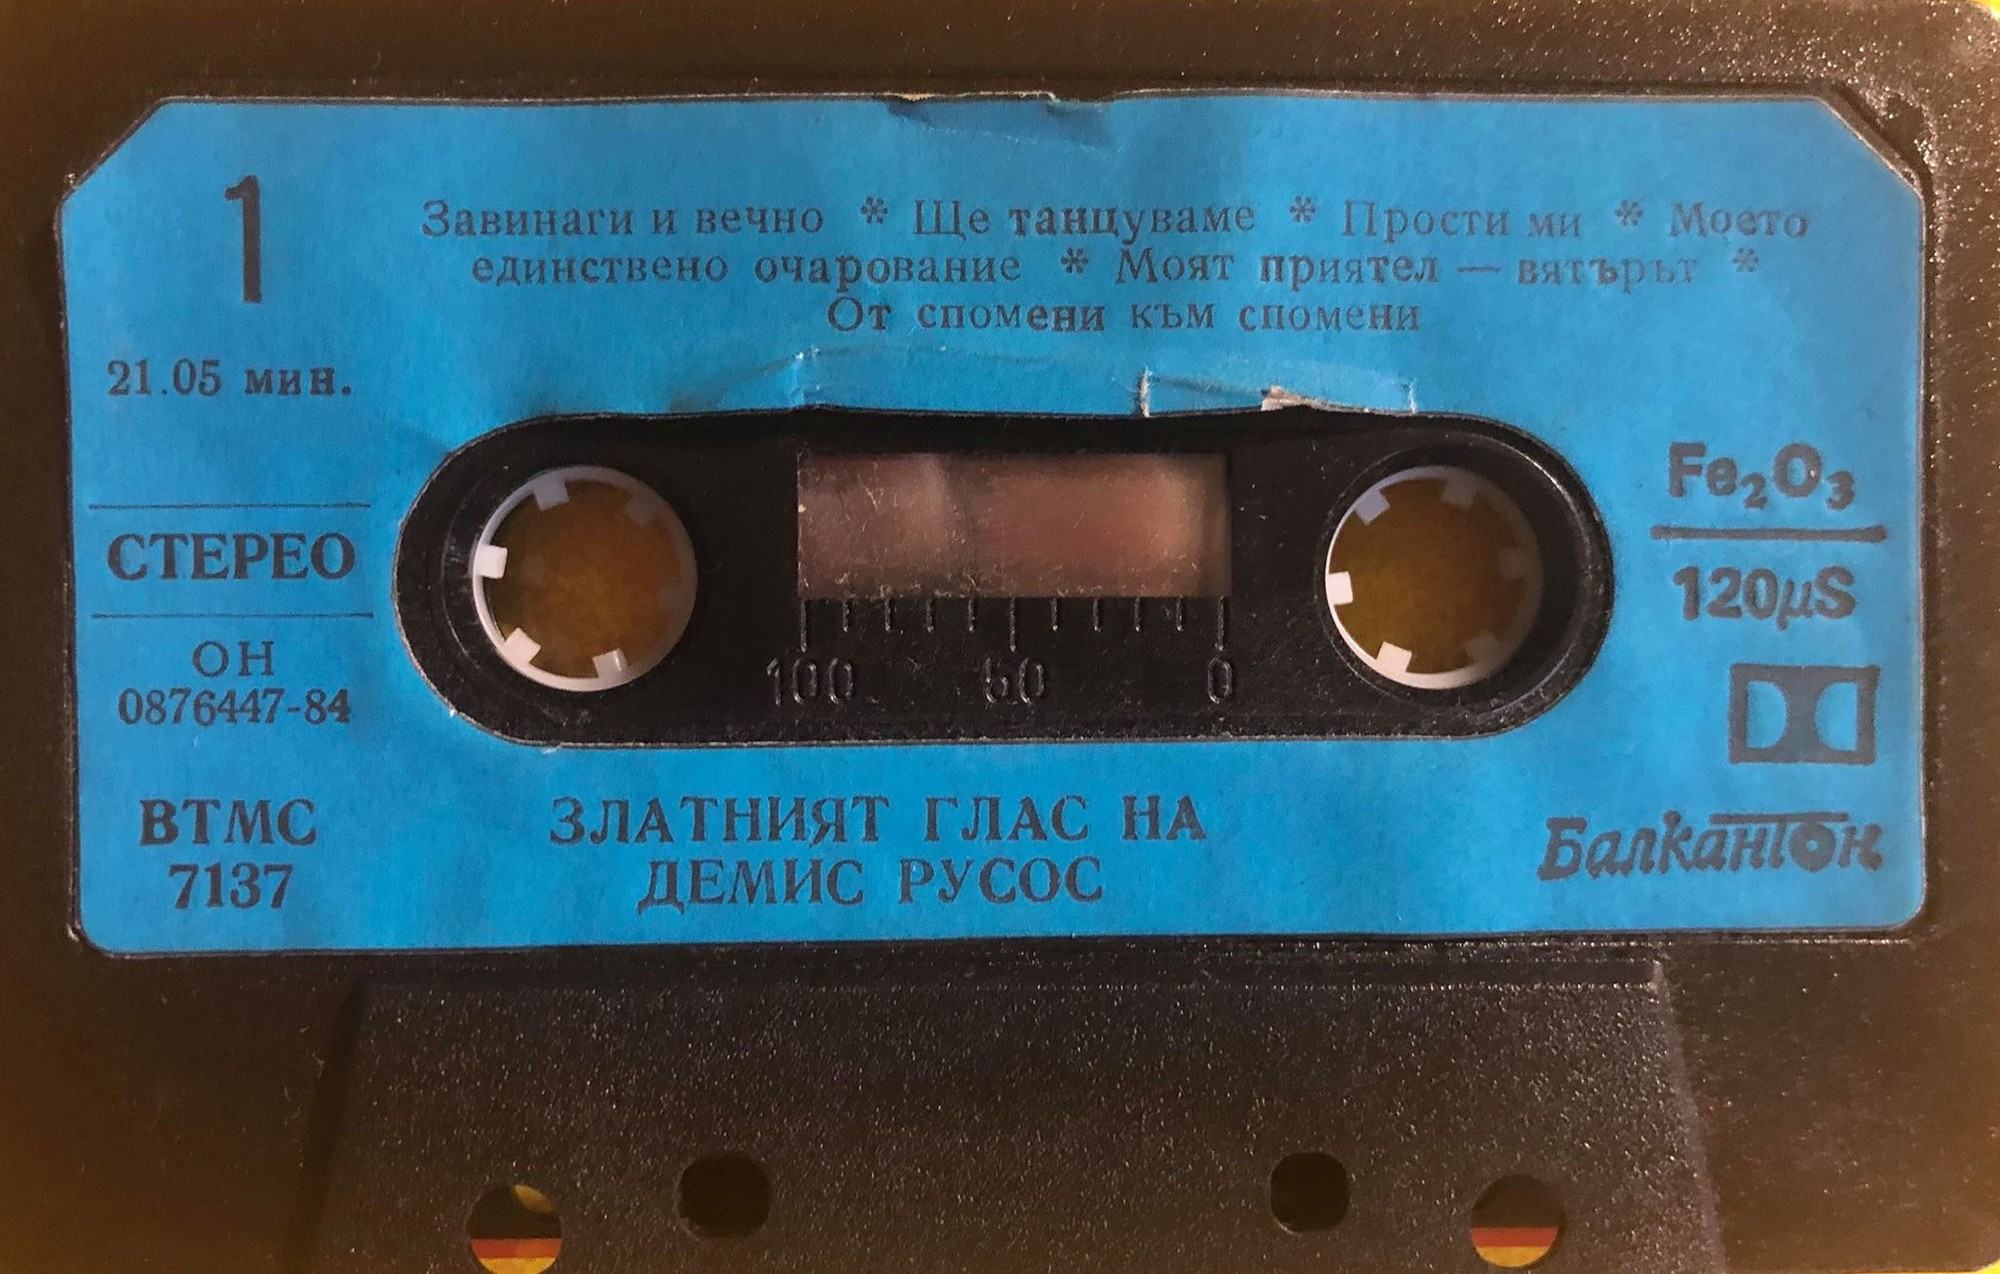 1
Завинаги и вечно * Ще танцуваме * Прости ми * Моето
единствено очарование * Моят приятел — вятърът *
От спомени към спомени
21.05 мин.
СТЕРЕО
ОН
0876447-84
ВТМС
7137
100 50 0
Fe₂O₃
120µS
Балкантон
ЗЛАТНИЯТ ГЛАС НА
ДЕМИС РУСОС